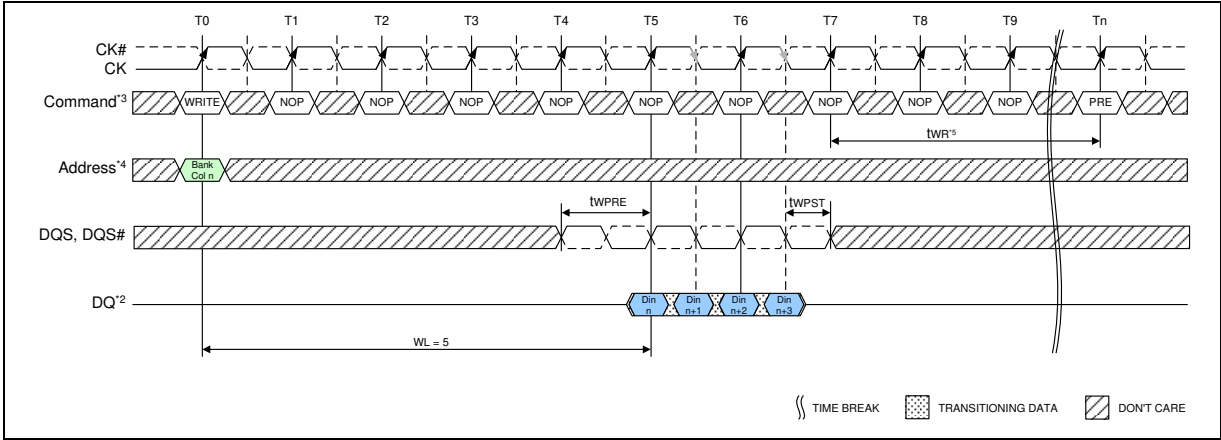 T0 T1 T2 T3 T4 T5 T6 T7 T8 T9 Tn
CK#
CK
Command*3 WRITE NOP NOP NOP NOP NOP NOP NOP NOP NOP PRE
tWR*5
Address*4 Bank Col n
tWPRE tWPST
DQS, DQS#
DQ*2 Din n Din n+1 Din n+2 Din n+3
WL = 5
TIME BREAK TRANSITIONING DATA DON'T CARE